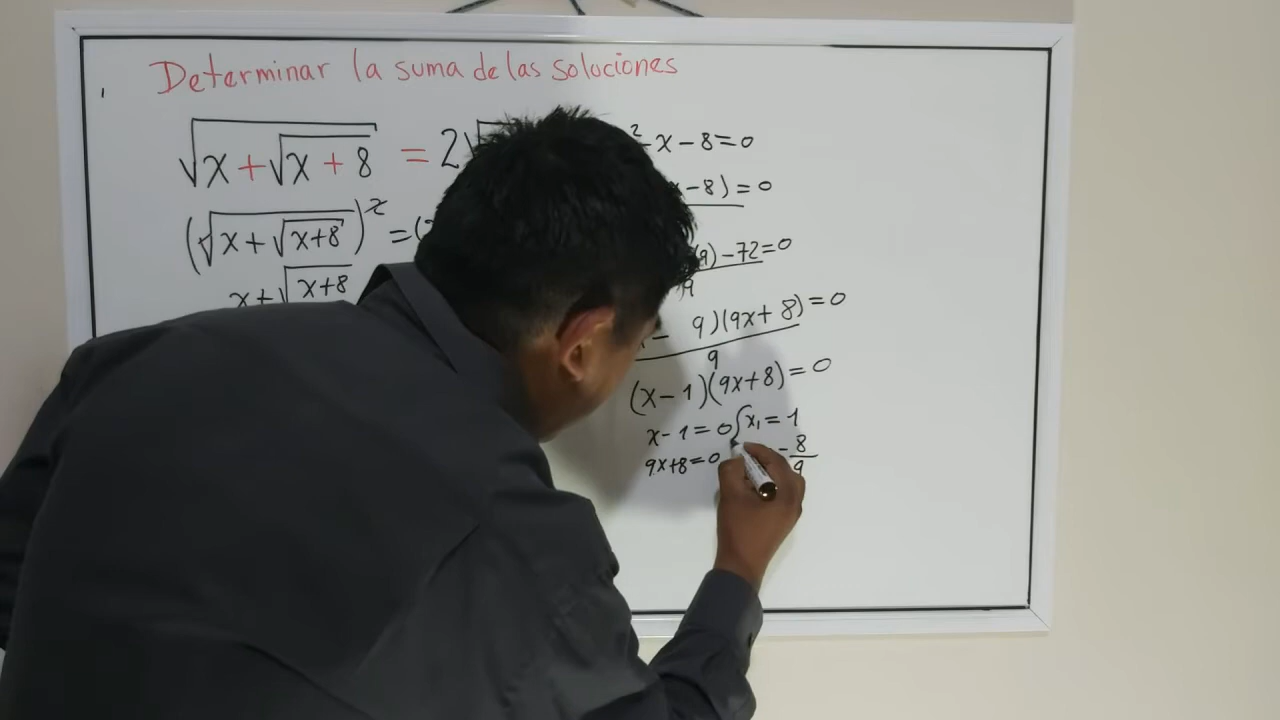 Determinar la suma de las soluciones
√(x+√(x+8)) = 2√
(√(x+√(x+8)))² = (
x+√(x+8)
² - x - 8 = 0
x-8) = 0
(9) - 72 = 0
9
- 9)(9x+8) = 0
9
(x-1)(9x+8) = 0
x-1=0 x₁ = 1
9x+8=0 -8/9